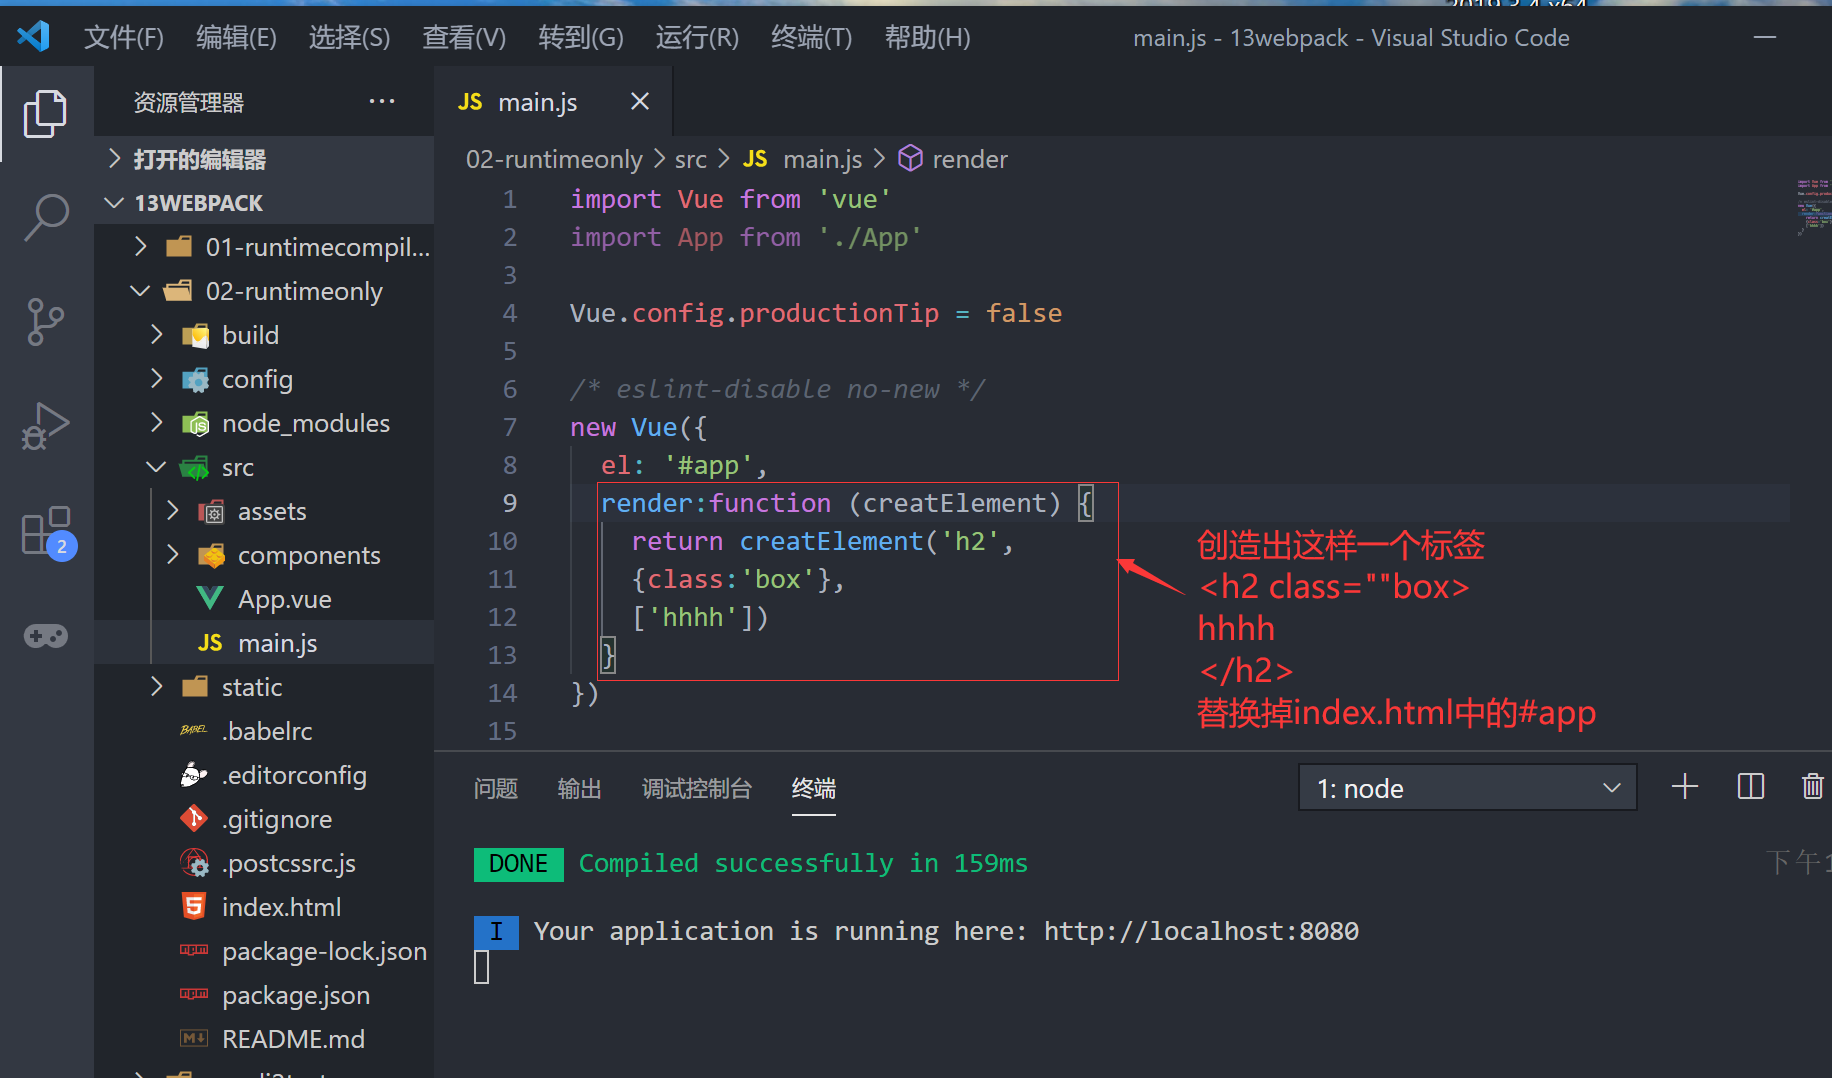 文件(F) 编辑(E) 选择(S) 查看(V) 转到(G) 运行(R) 终端(T) 帮助(H) main.js - 13webpack - Visual Studio Code
资源管理器 ···
打开的编辑器
13WEBPACK
01-runtimecompil...
02-runtimeonly
build
config
node_modules
src
assets
components
App.vue
JS main.js
static
.babelrc
.editorconfig
.gitignore
.postcssrc.js
index.html
package-lock.json
package.json
README.md
2
JS main.js
02-runtimeonly > src > JS main.js > render
1 import Vue from 'vue'
2 import App from './App'
3
4 Vue.config.productionTip = false
5
6 /* eslint-disable no-new */
7 new Vue({
8 el: '#app',
9 render:function (creatElement) {
10 return creatElement('h2',
11 {class:'box'},
12 ['hhhh'])
13 }
14 })
15
创造出这样一个标签
<h2 class=""box>
hhhh
</h2>
替换掉index.html中的#app
问题 输出 调试控制台 终端 1: node
DONE Compiled successfully in 159ms 下午1
I Your application is running here: http://localhost:8080